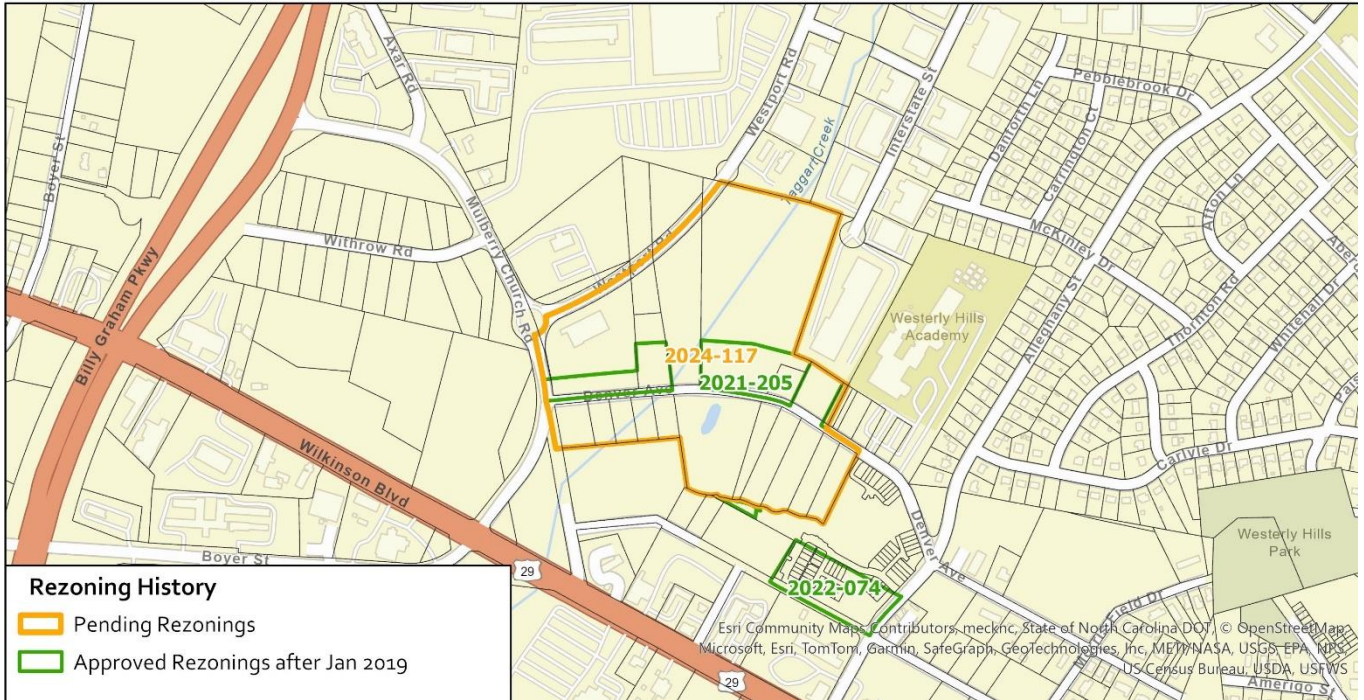 Axar Rd
Westport Rd
Interstate St
Pebblebrook Dr
Danforth Ln
Carrington Ct
Boyer St
Taggart Creek
Afton Ln
Mulberry Church Rd
McKinley Dr
Withrow Rd
Westport Rd
Alleghany St
Thornton Rd
Whitehall Dr
Billy Graham Pkwy
Westerly Hills
Academy
2024-117
2021-205
Denver Ave
Wilkinson Blvd
Carlyle Dr
Denver Ave
Westerly Hills
Park
Boyer St
29
2022-074
Rezoning History
Pending Rezonings
Approved Rezonings after Jan 2019
Field Dr
Esri Community Maps Contributors, mecknc, State of North Carolina DOT, © OpenStreetMap,
Microsoft, Esri, TomTom, Garmin, SafeGraph, GeoTechnologies, Inc, METI/NASA, USGS, EPA, NPS,
US Census Bureau, USDA, USFWS
29
Amerigo St